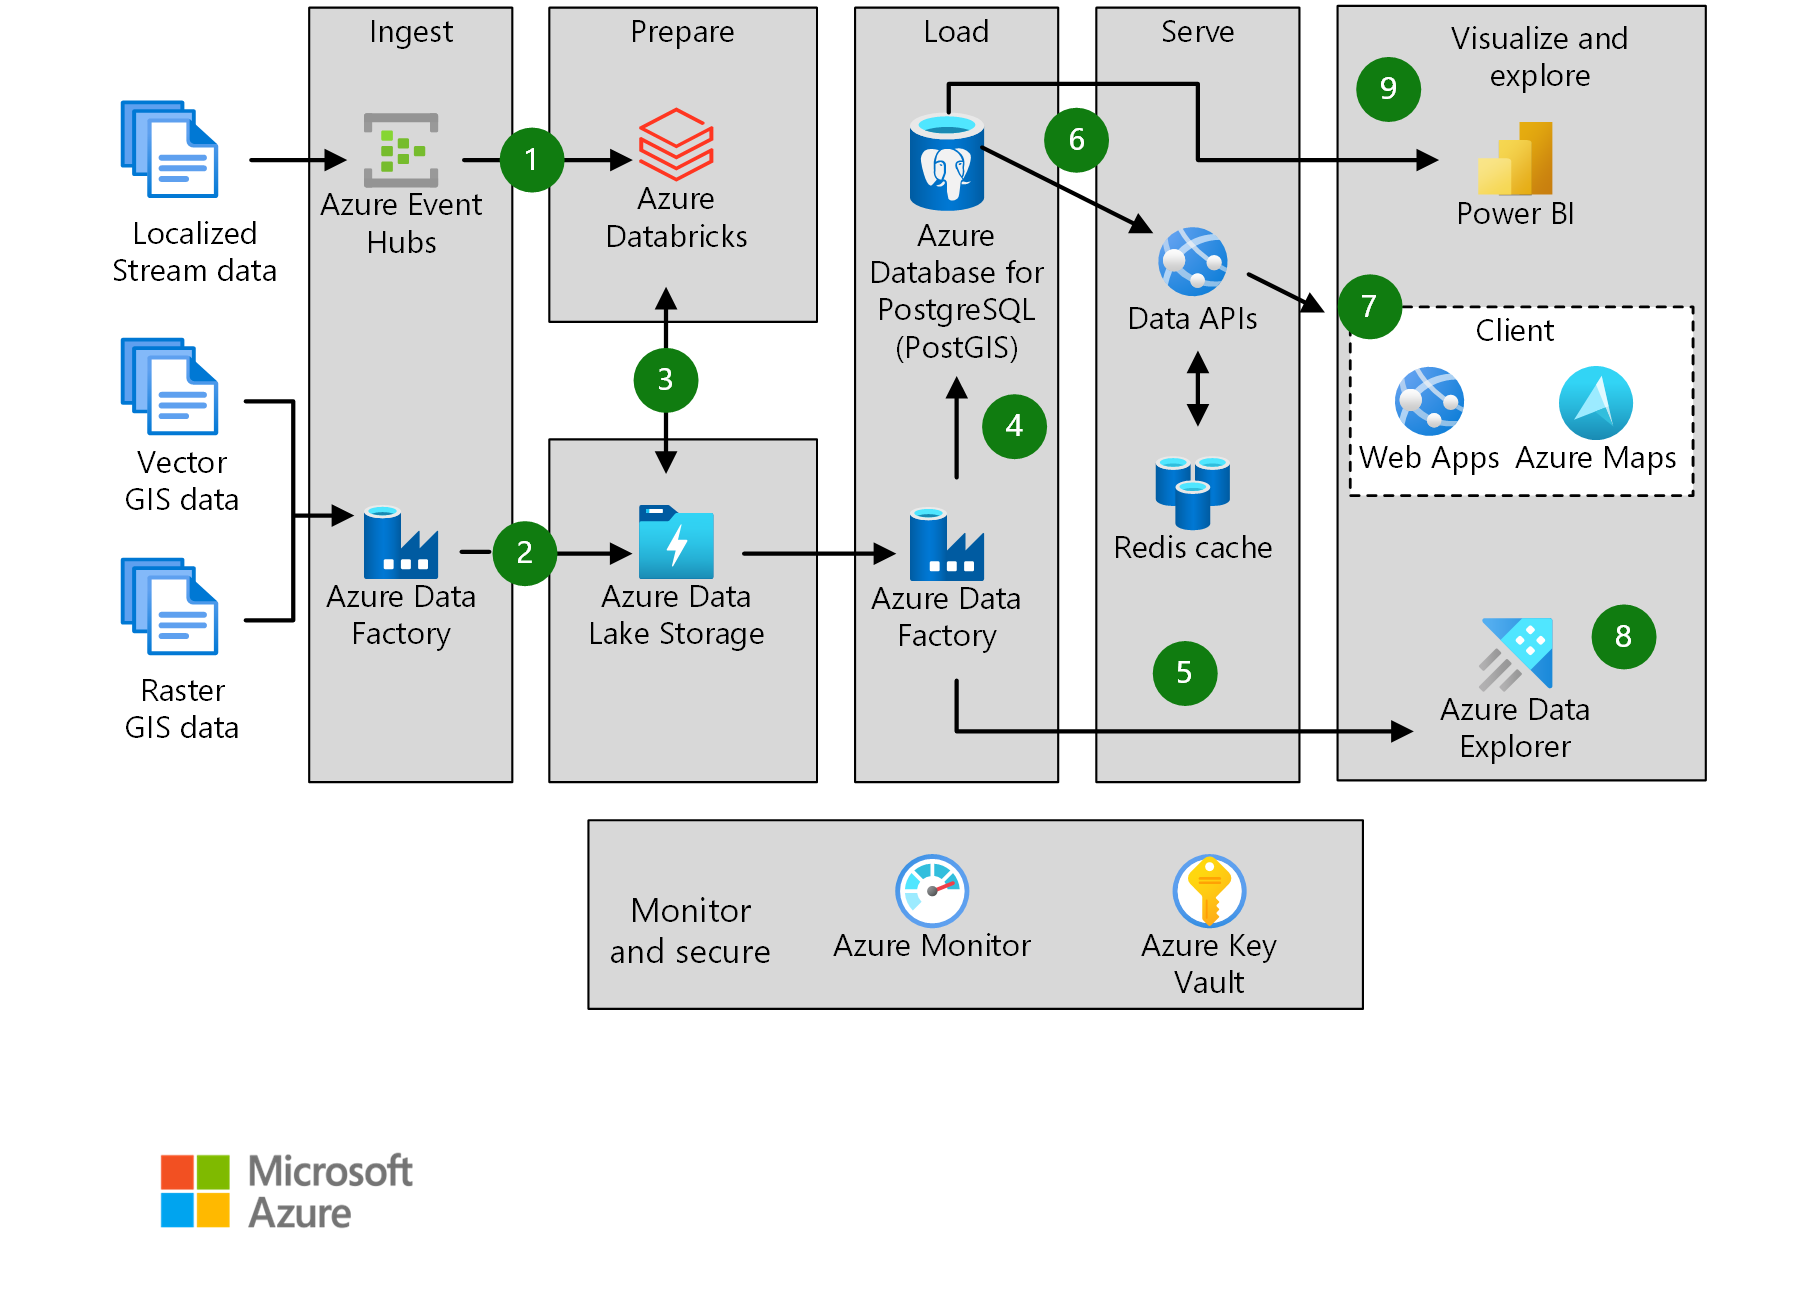 Ingest
Prepare
Load
Serve
Visualize and
explore
Localized
Stream data
Vector
GIS data
Raster
GIS data
Azure Event
Hubs
Azure Data
Factory
1
2
Azure
Databricks
3
Azure Data
Lake Storage
Azure
Database for
PostgreSQL
(PostGIS)
4
Azure Data
Factory
6
Data APIs
Redis cache
5
9
Power BI
7
Client
Web Apps
Azure Maps
8
Azure Data
Explorer
Monitor
and secure
Azure Monitor
Azure Key
Vault
Microsoft
Azure